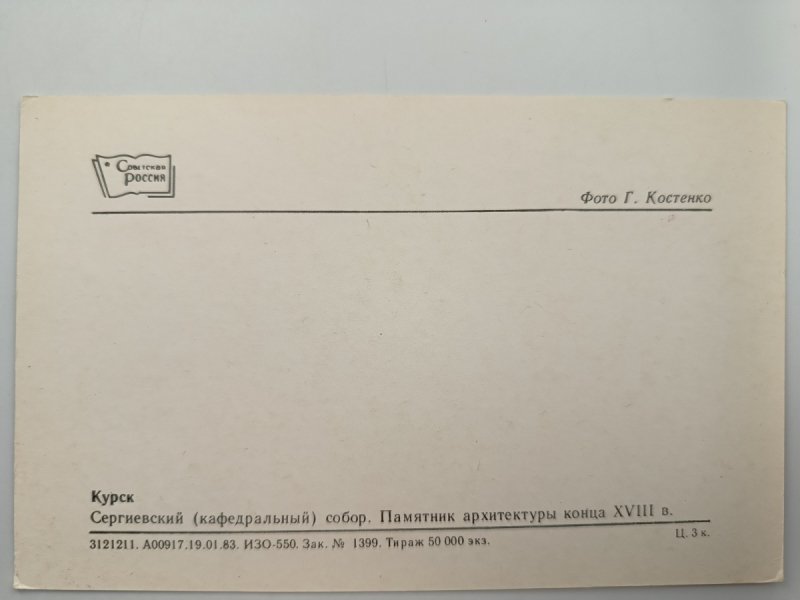 Советская
Россия
Фото Г. Костенко
Курск
Сергиевский (кафедральный) собор. Памятник архитектуры конца XVIII в.
3121211. А00917.19.01.83. ИЗО-550. Зак. № 1399. Тираж 50 000 экз.
Ц. 3 к.